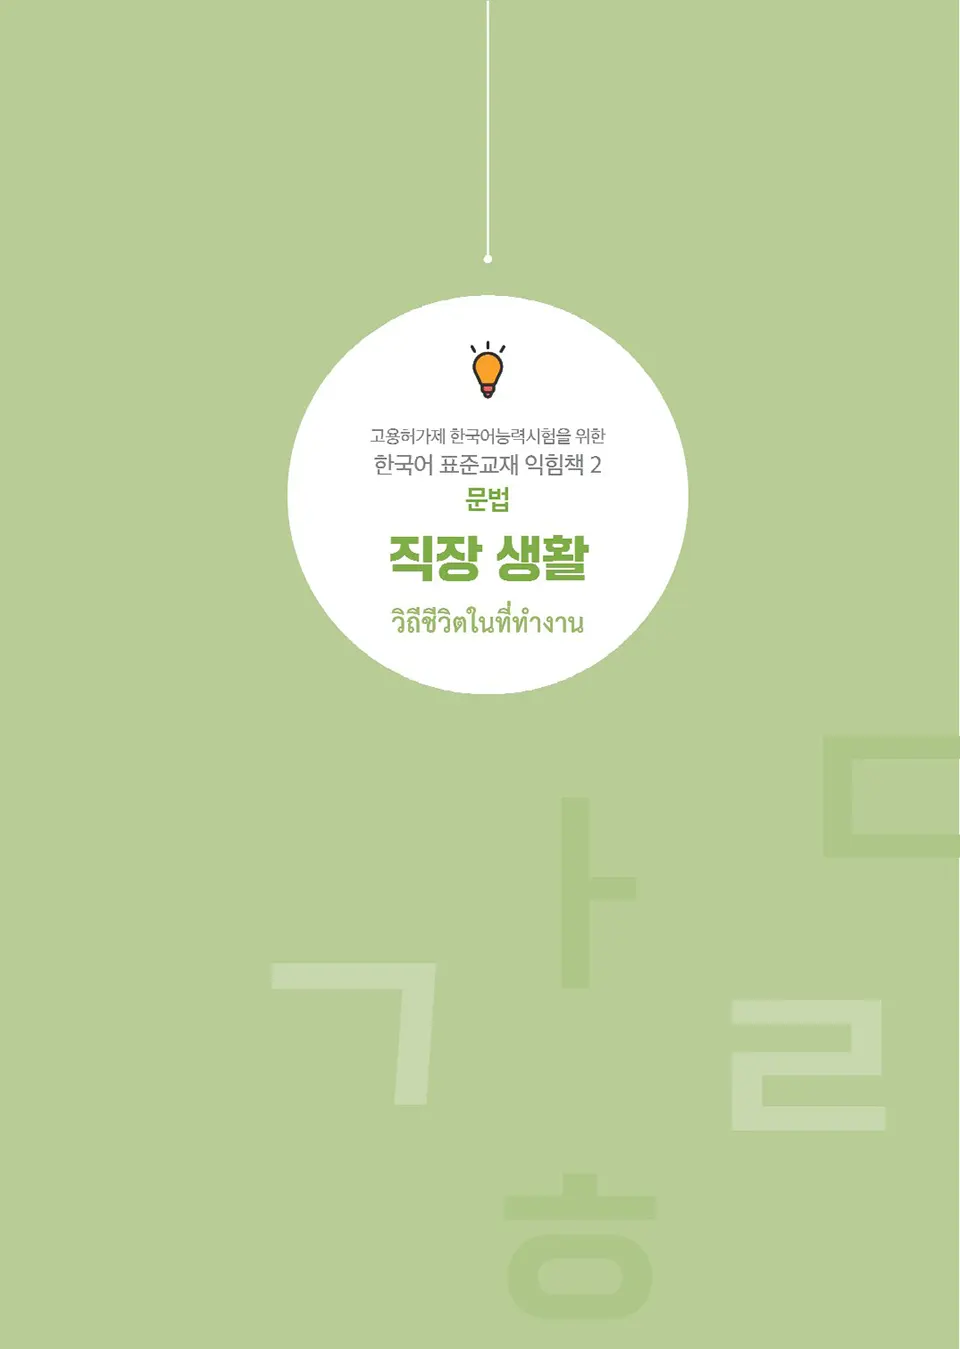 고용허가제 한국어능력시험을 위한
한국어 표준교재 익힘책 2
문법
직장 생활
วิถีชีวิตในที่ทำงาน
ㅁ
ㅏ
ㄱ
ㄹ
ㅎ